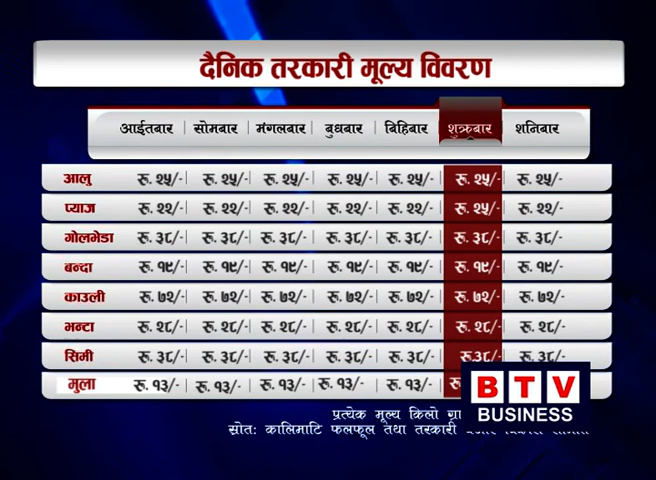 दैनिक तरकारी मूल्य विवरण
आईतबार | सोमबार | मंगलबार | बुधबार | बिहिबार शुक्रबार शनिबार
आलु रू. २५/- | रू. २५/- | रू. २५/- | रू. २५/- | रू. २५/- रू. २५/- रू. २५/-
प्याज रू. २२/- | रू. २२/- | रू. २२/- | रू. २२/- | रू. २२/- रू. २५/- रू. २२/-
गोलभेडा रू. ३८/- | रू. ३८/- | रू. ३८/- | रू. ३८/- | रू. ३८/- रू. ३८/- रू. ३८/-
बन्दा रू. १९/- | रू. १९/- | रू. १९/- | रू. १९/- | रू. १९/- रू. १९/- रू. १९/-
काउली रू. ७२/- | रू. ७२/- | रू. ७२/- | रू. ७२/- | रू. ७२/- रू. ७२/- रू. ७२/-
भन्टा रू. २८/- | रू. २८/- | रू. २८/- | रू. २८/- | रू. २८/- रू. २८/- रू. २८/-
सिमी रू. ३८/- | रू. ३८/- | रू. ३८/- | रू. ३८/- | रू. ३८/- रू.३८/- रू. ३८/-
मुला रू. १३/- | रू. १३/- | रू. १३/- | रू. १३/- | रू. १३/-
BTV
BUSINESS
प्रत्येक मूल्य किलो
स्रोत: कालिमाटि फलफूल तथा तरकारी